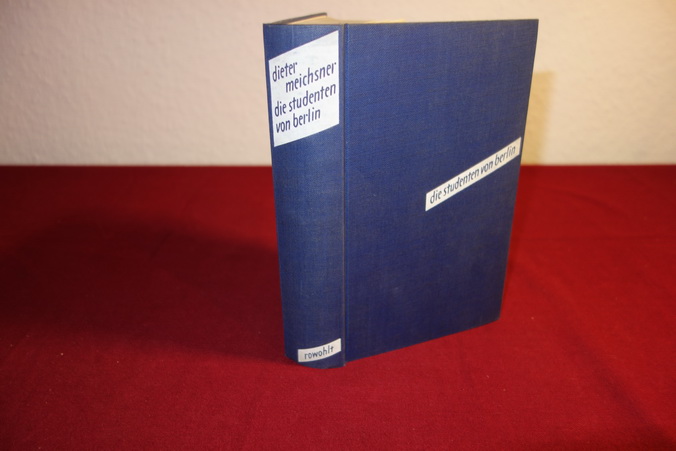 dieter
meichsner
die studenten
von berlin
rowohlt
die studenten von berlin